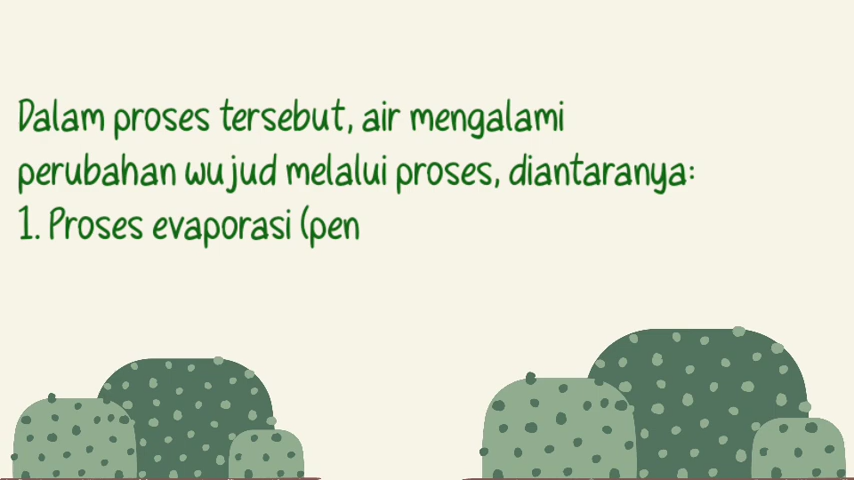 Dalam proses tersebut, air mengalami
perubahan wujud melalui proses, diantaranya:
1. Proses evaporasi (pen